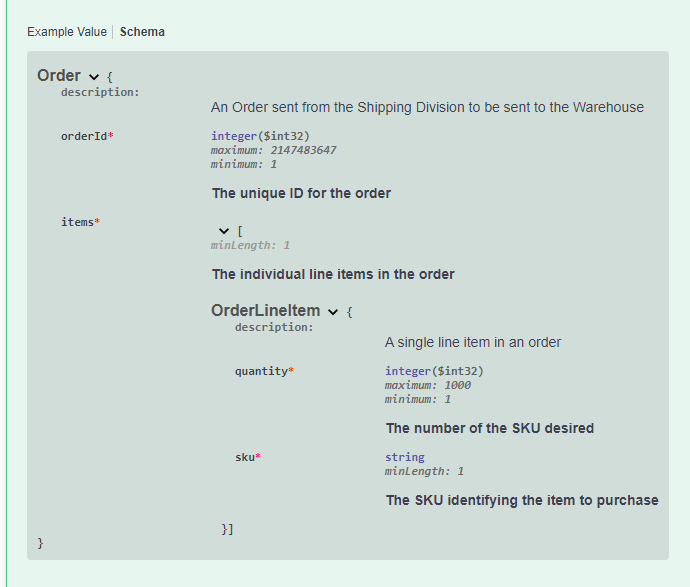 Example Value Schema
Order {
description:
An Order sent from the Shipping Division to be sent to the Warehouse
orderId* integer($int32)
maximum: 2147483647
minimum: 1
The unique ID for the order
items*
[
minLength: 1
The individual line items in the order
OrderLineItem {
description:
A single line item in an order
quantity* integer($int32)
maximum: 1000
minimum: 1
The number of the SKU desired
sku* string
minLength: 1
The SKU identifying the item to purchase
}]
}